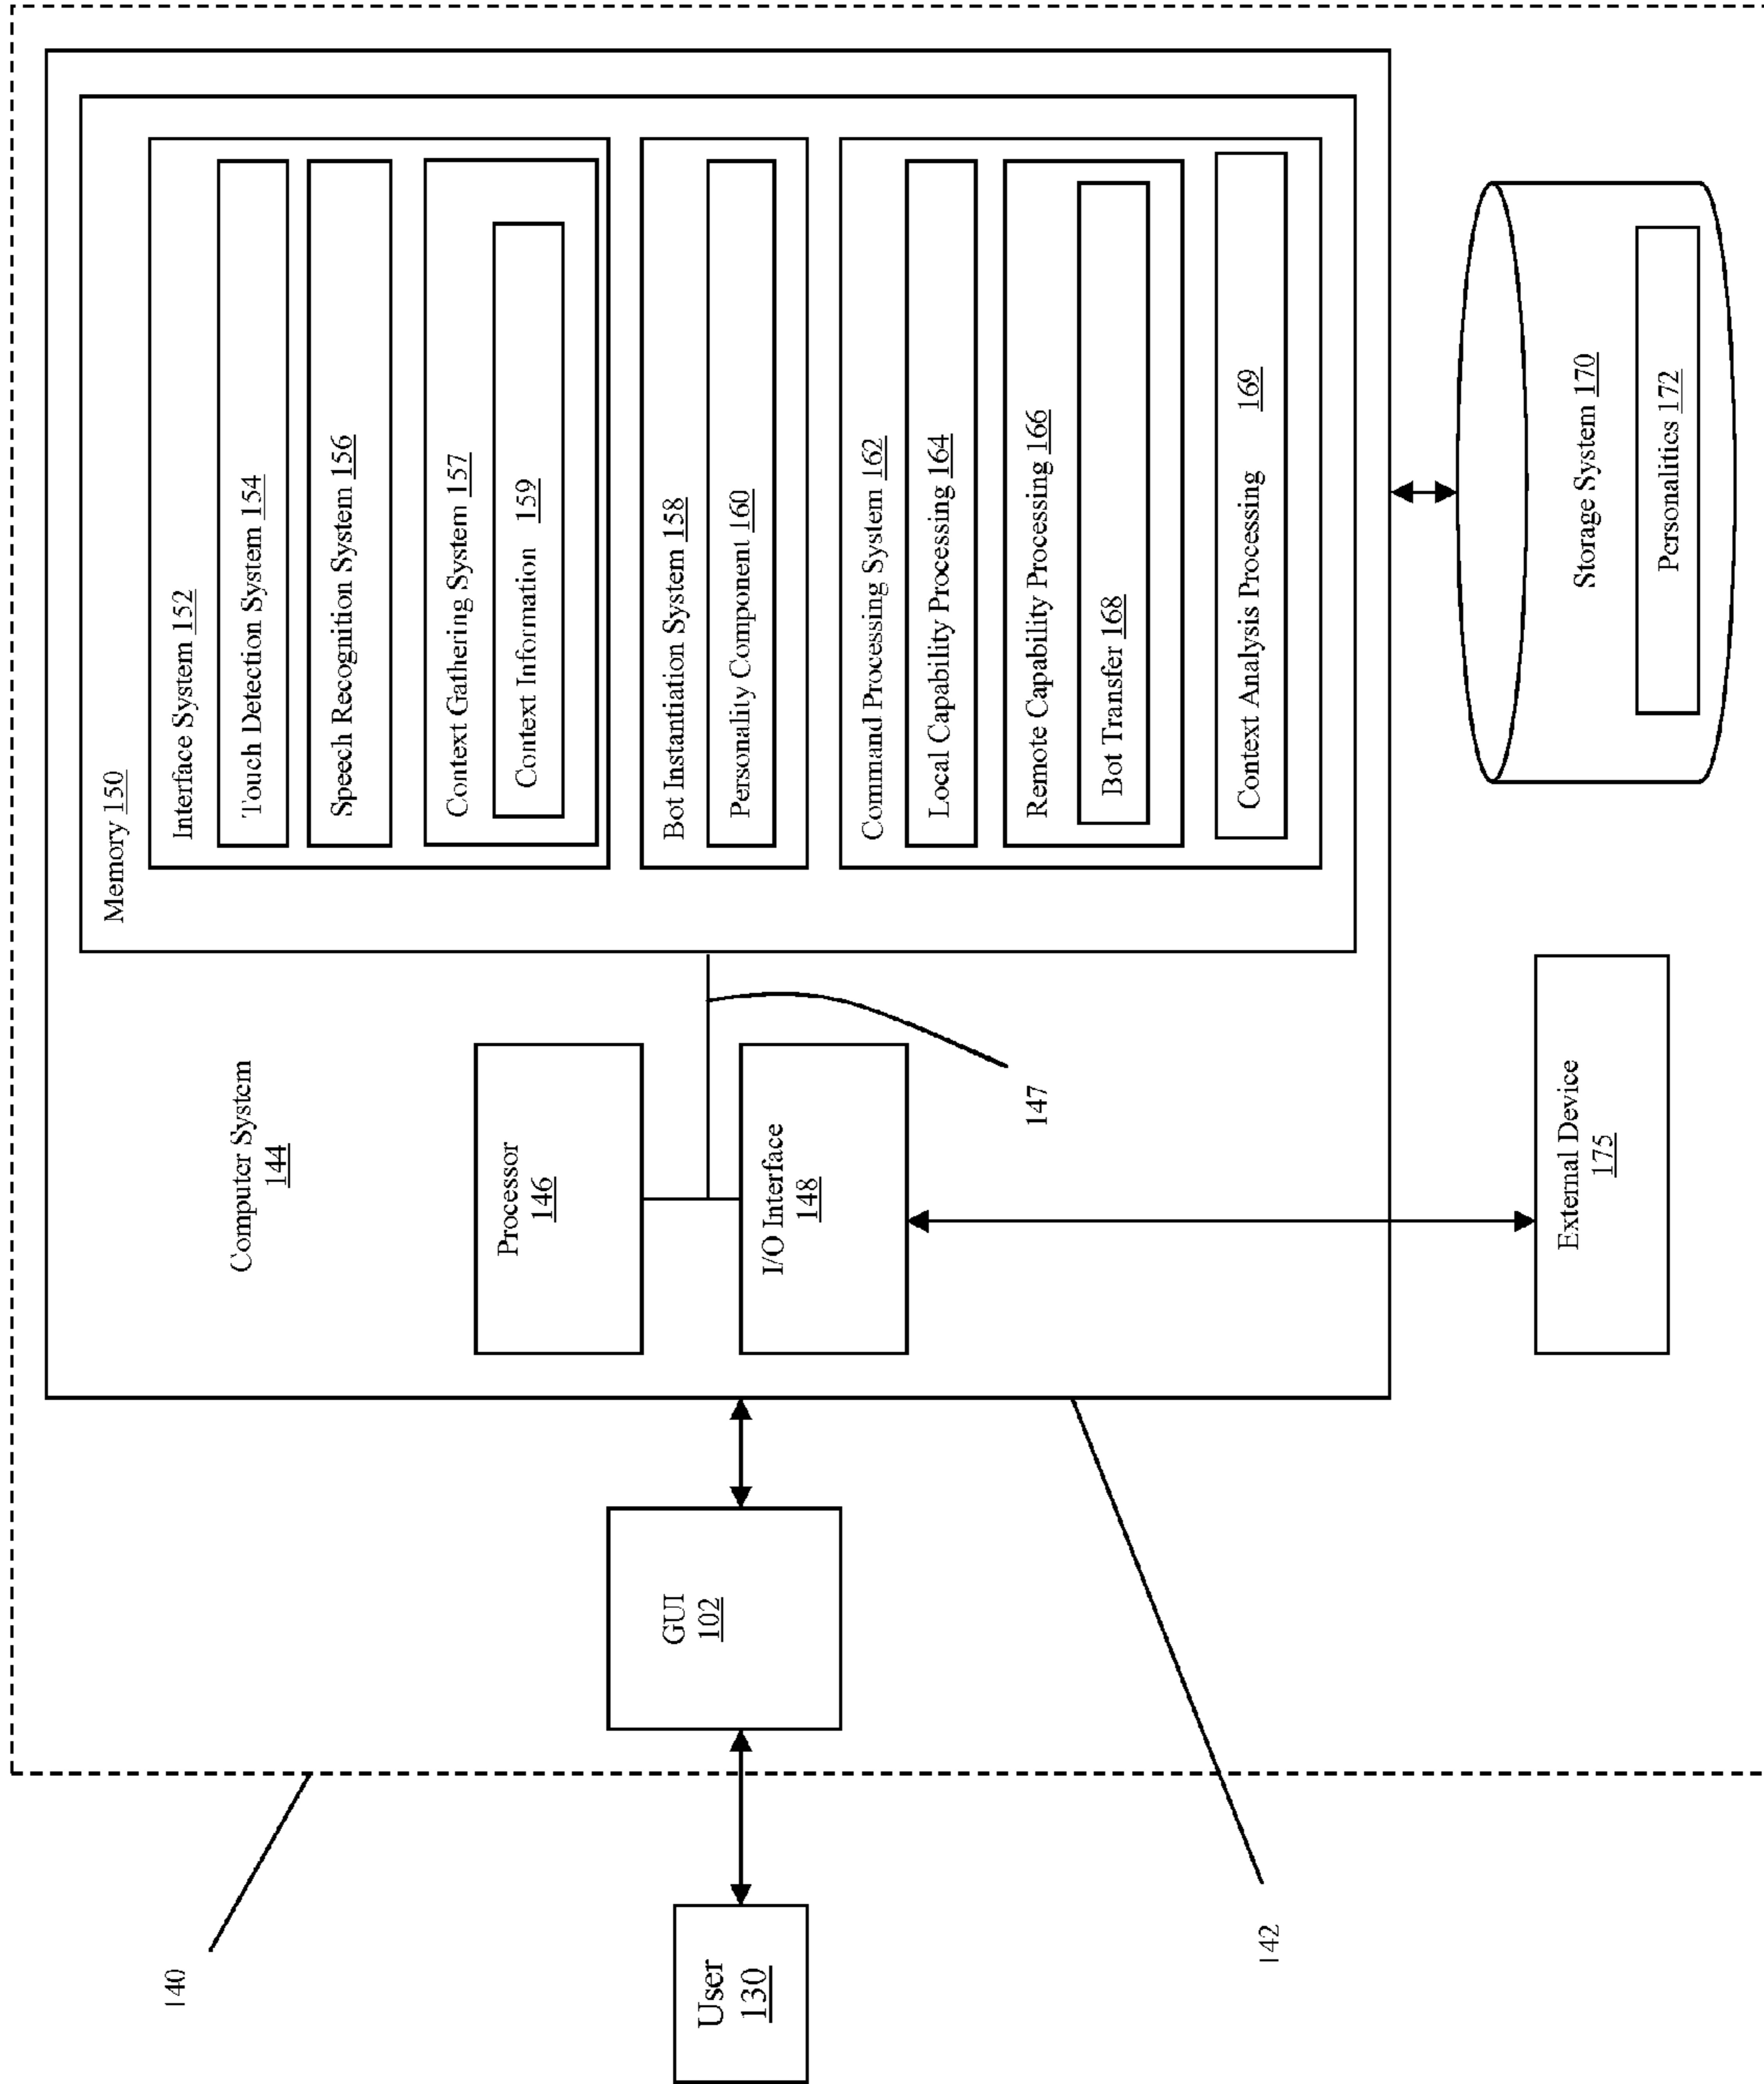 140
Computer System
144
Memory 150
Interface System 152
Touch Detection System 154
Speech Recognition System 156
Context Gathering System 157
Context Information 159
Processor
146
Bot Instantiation System 158
Personality Component 160
User
130
GUI
102
I/O Interface
148
Command Processing System 162
Local Capability Processing 164
Remote Capability Processing 166
147
Bot Transfer 168
Context Analysis Processing 169
142
External Device
175
Storage System 170
Personalities 172